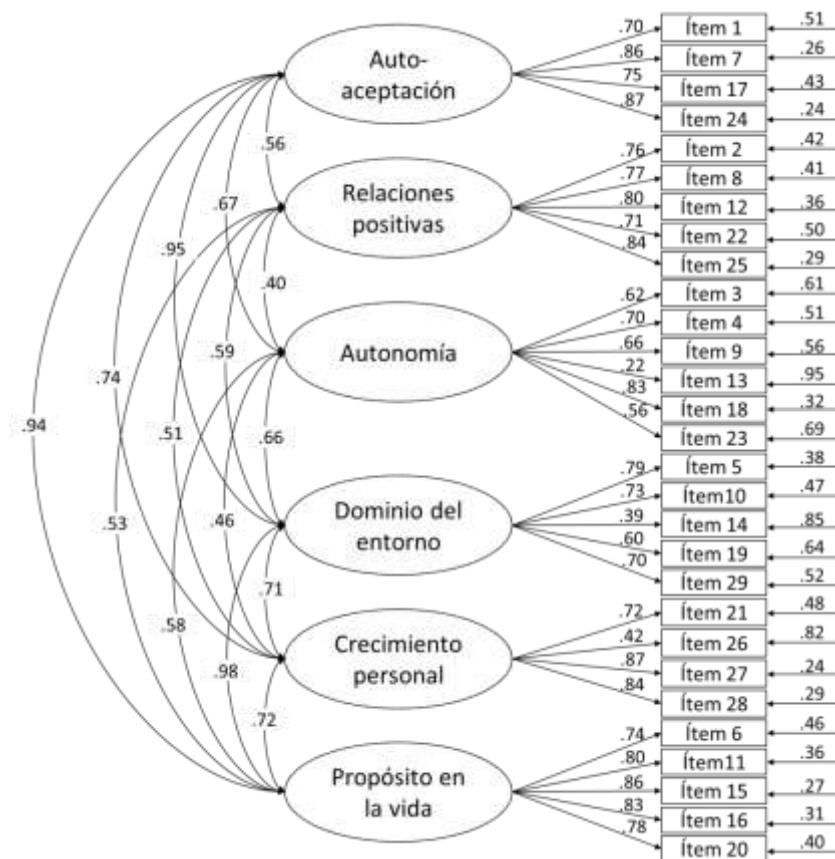 Auto-
aceptación
Relaciones
positivas
Autonomía
Dominio del
entorno
Crecimiento
personal
Propósito en
la vida
.56
.67
.95
.40
.59
.74
.94
.51
.66
.53
.46
.71
.58
.98
.72
.70 Ítem 1 .51
.86 Ítem 7 .26
.75 Ítem 17 .43
.87 Ítem 24 .24
.76 Ítem 2 .42
.77 Ítem 8 .41
.80 Ítem 12 .36
.71 Ítem 22 .50
.84 Ítem 25 .29
.62 Ítem 3 .61
.70 Ítem 4 .51
.66 Ítem 9 .56
.22 Ítem 13 .95
.83 Ítem 18 .32
.56 Ítem 23 .69
.79 Ítem 5 .38
.73 Ítem10 .47
.39 Ítem 14 .85
.60 Ítem 19 .64
.70 Ítem 29 .52
.72 Ítem 21 .48
.42 Ítem 26 .82
.87 Ítem 27 .24
.84 Ítem 28 .29
.74 Ítem 6 .46
.80 Ítem11 .36
.86 Ítem 15 .27
.83 Ítem 16 .31
.78 Ítem 20 .40